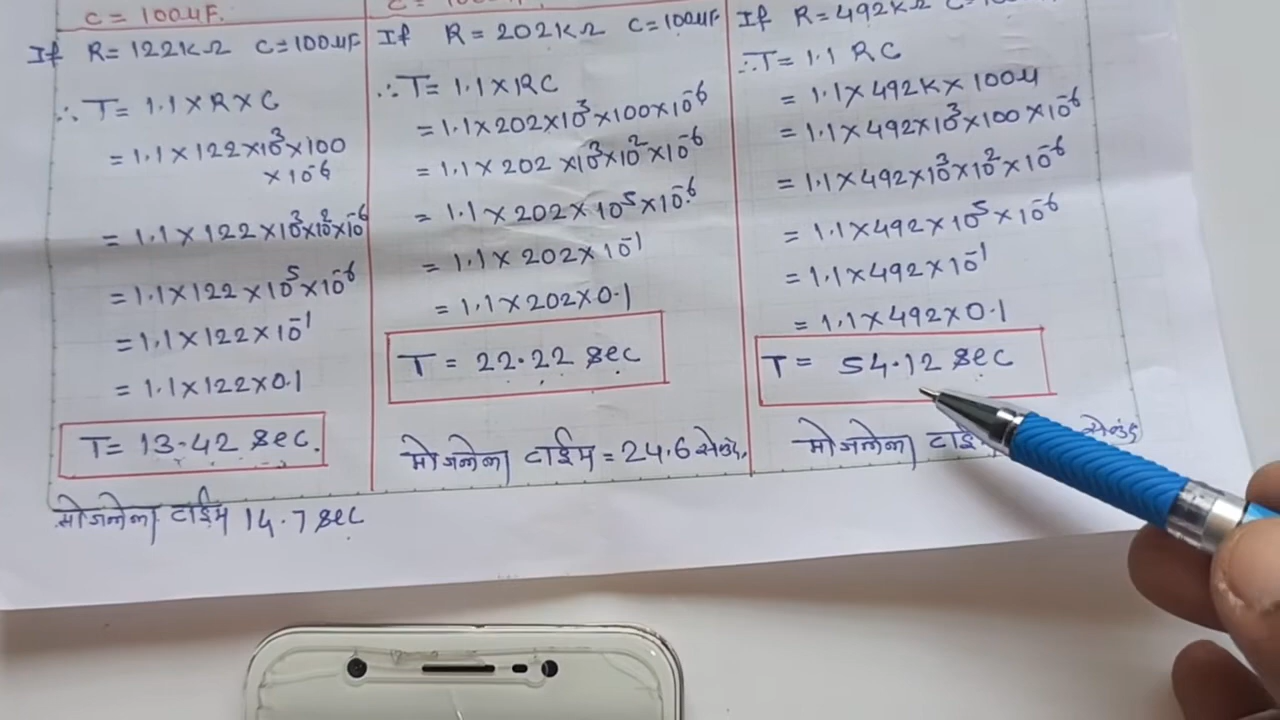 C = 100μF.
If R = 122KΩ C = 100μF
∴ T = 1.1 × R × C
= 1.1 × 122 × 10³ × 100
× 10⁻⁶
= 1.1 × 122 × 10³ × 10² × 10⁻⁶
= 1.1 × 122 × 10⁵ × 10⁻⁶
= 1.1 × 122 × 10⁻¹
= 1.1 × 122 × 0.1
T = 13.42 sec.
मोजलेला टाईम 14.7 sec
If R = 202KΩ C = 100μF
∴ T = 1.1 × RC
= 1.1 × 202 × 10³ × 100 × 10⁻⁶
= 1.1 × 202 × 10³ × 10² × 10⁻⁶
= 1.1 × 202 × 10⁵ × 10⁻⁶
= 1.1 × 202 × 10⁻¹
= 1.1 × 202 × 0.1
T = 22.22 sec
मोजलेला टाईम = 24.6 सेकंद.
If R = 492KΩ
∴ T = 1.1 RC
= 1.1 × 492K × 100μ
= 1.1 × 492 × 10³ × 100 × 10⁻⁶
= 1.1 × 492 × 10³ × 10² × 10⁻⁶
= 1.1 × 492 × 10⁵ × 10⁻⁶
= 1.1 × 492 × 10⁻¹
= 1.1 × 492 × 0.1
T = 54.12 sec
मोजलेला सेकंद